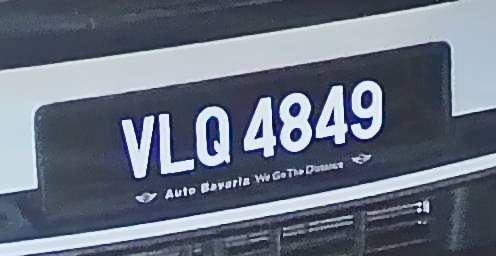 VLQ 4849
Auto Bavaria We Go The Distance